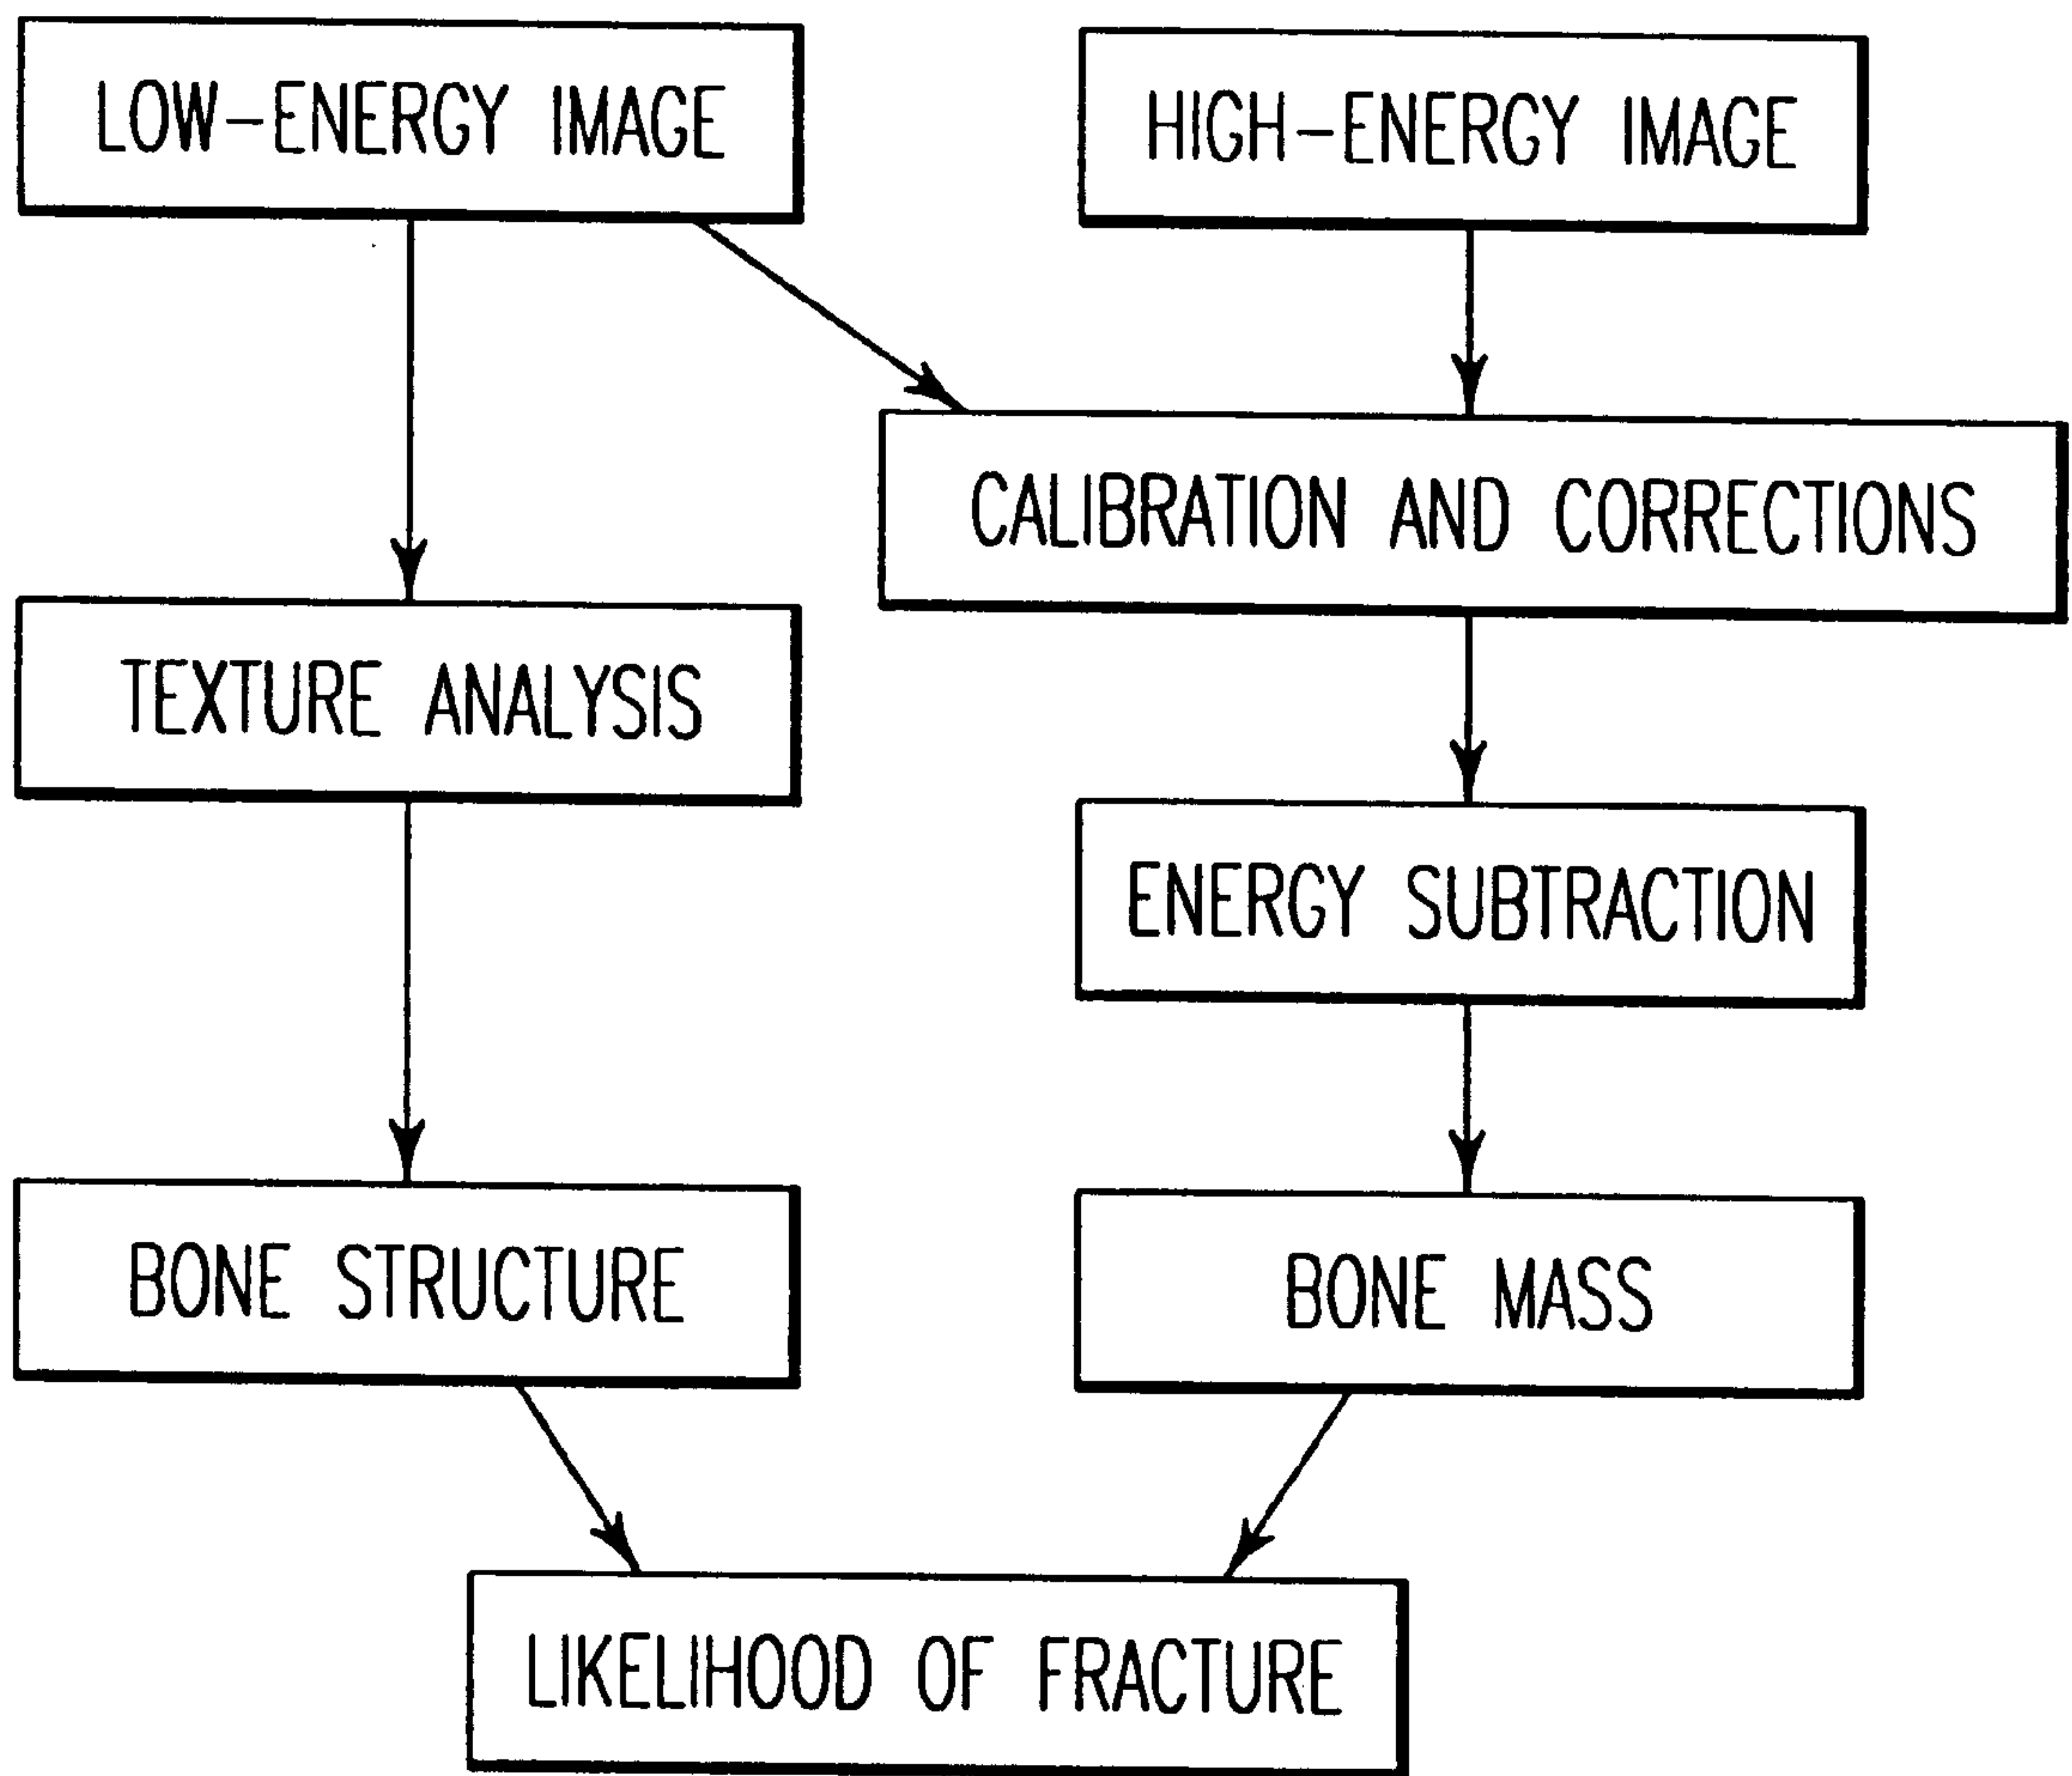 LOW-ENERGY IMAGE
HIGH-ENERGY IMAGE
CALIBRATION AND CORRECTIONS
TEXTURE ANALYSIS
ENERGY SUBTRACTION
BONE STRUCTURE
BONE MASS
LIKELIHOOD OF FRACTURE